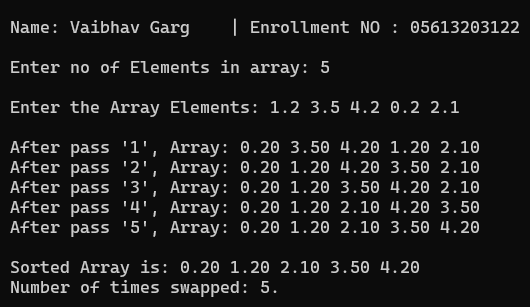 Name: Vaibhav Garg    | Enrollment NO : 05613203122
Enter no of Elements in array: 5
Enter the Array Elements: 1.2 3.5 4.2 0.2 2.1
After pass '1', Array: 0.20 3.50 4.20 1.20 2.10
After pass '2', Array: 0.20 1.20 4.20 3.50 2.10
After pass '3', Array: 0.20 1.20 3.50 4.20 2.10
After pass '4', Array: 0.20 1.20 2.10 4.20 3.50
After pass '5', Array: 0.20 1.20 2.10 3.50 4.20
Sorted Array is: 0.20 1.20 2.10 3.50 4.20
Number of times swapped: 5.